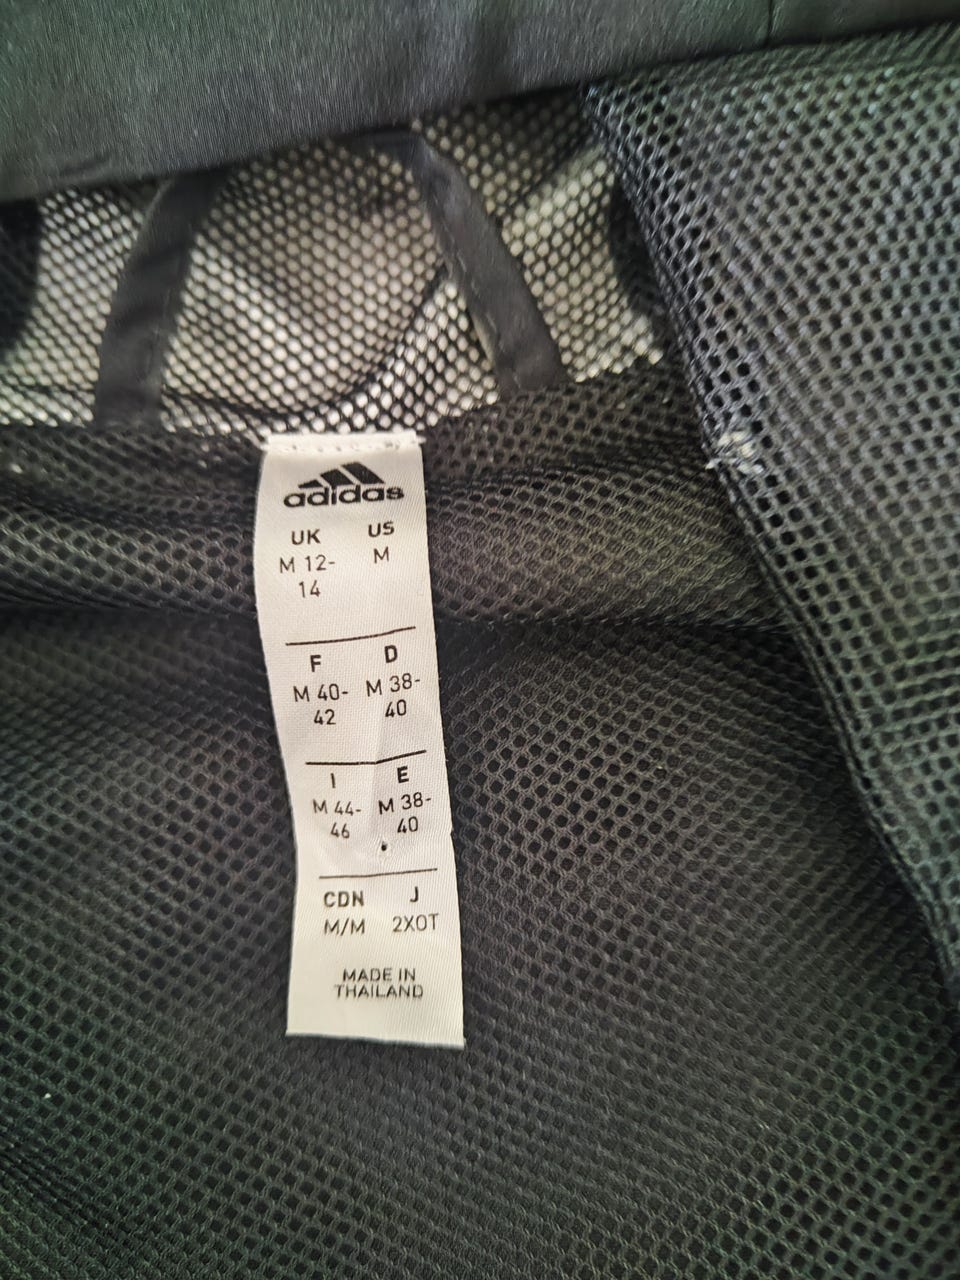 adidas
UK US
M 12- M
14
F D
M 40- M 38-
42 40
I E
M 44- M 38-
46 40
CDN J
M/M 2XOT
MADE IN
THAILAND